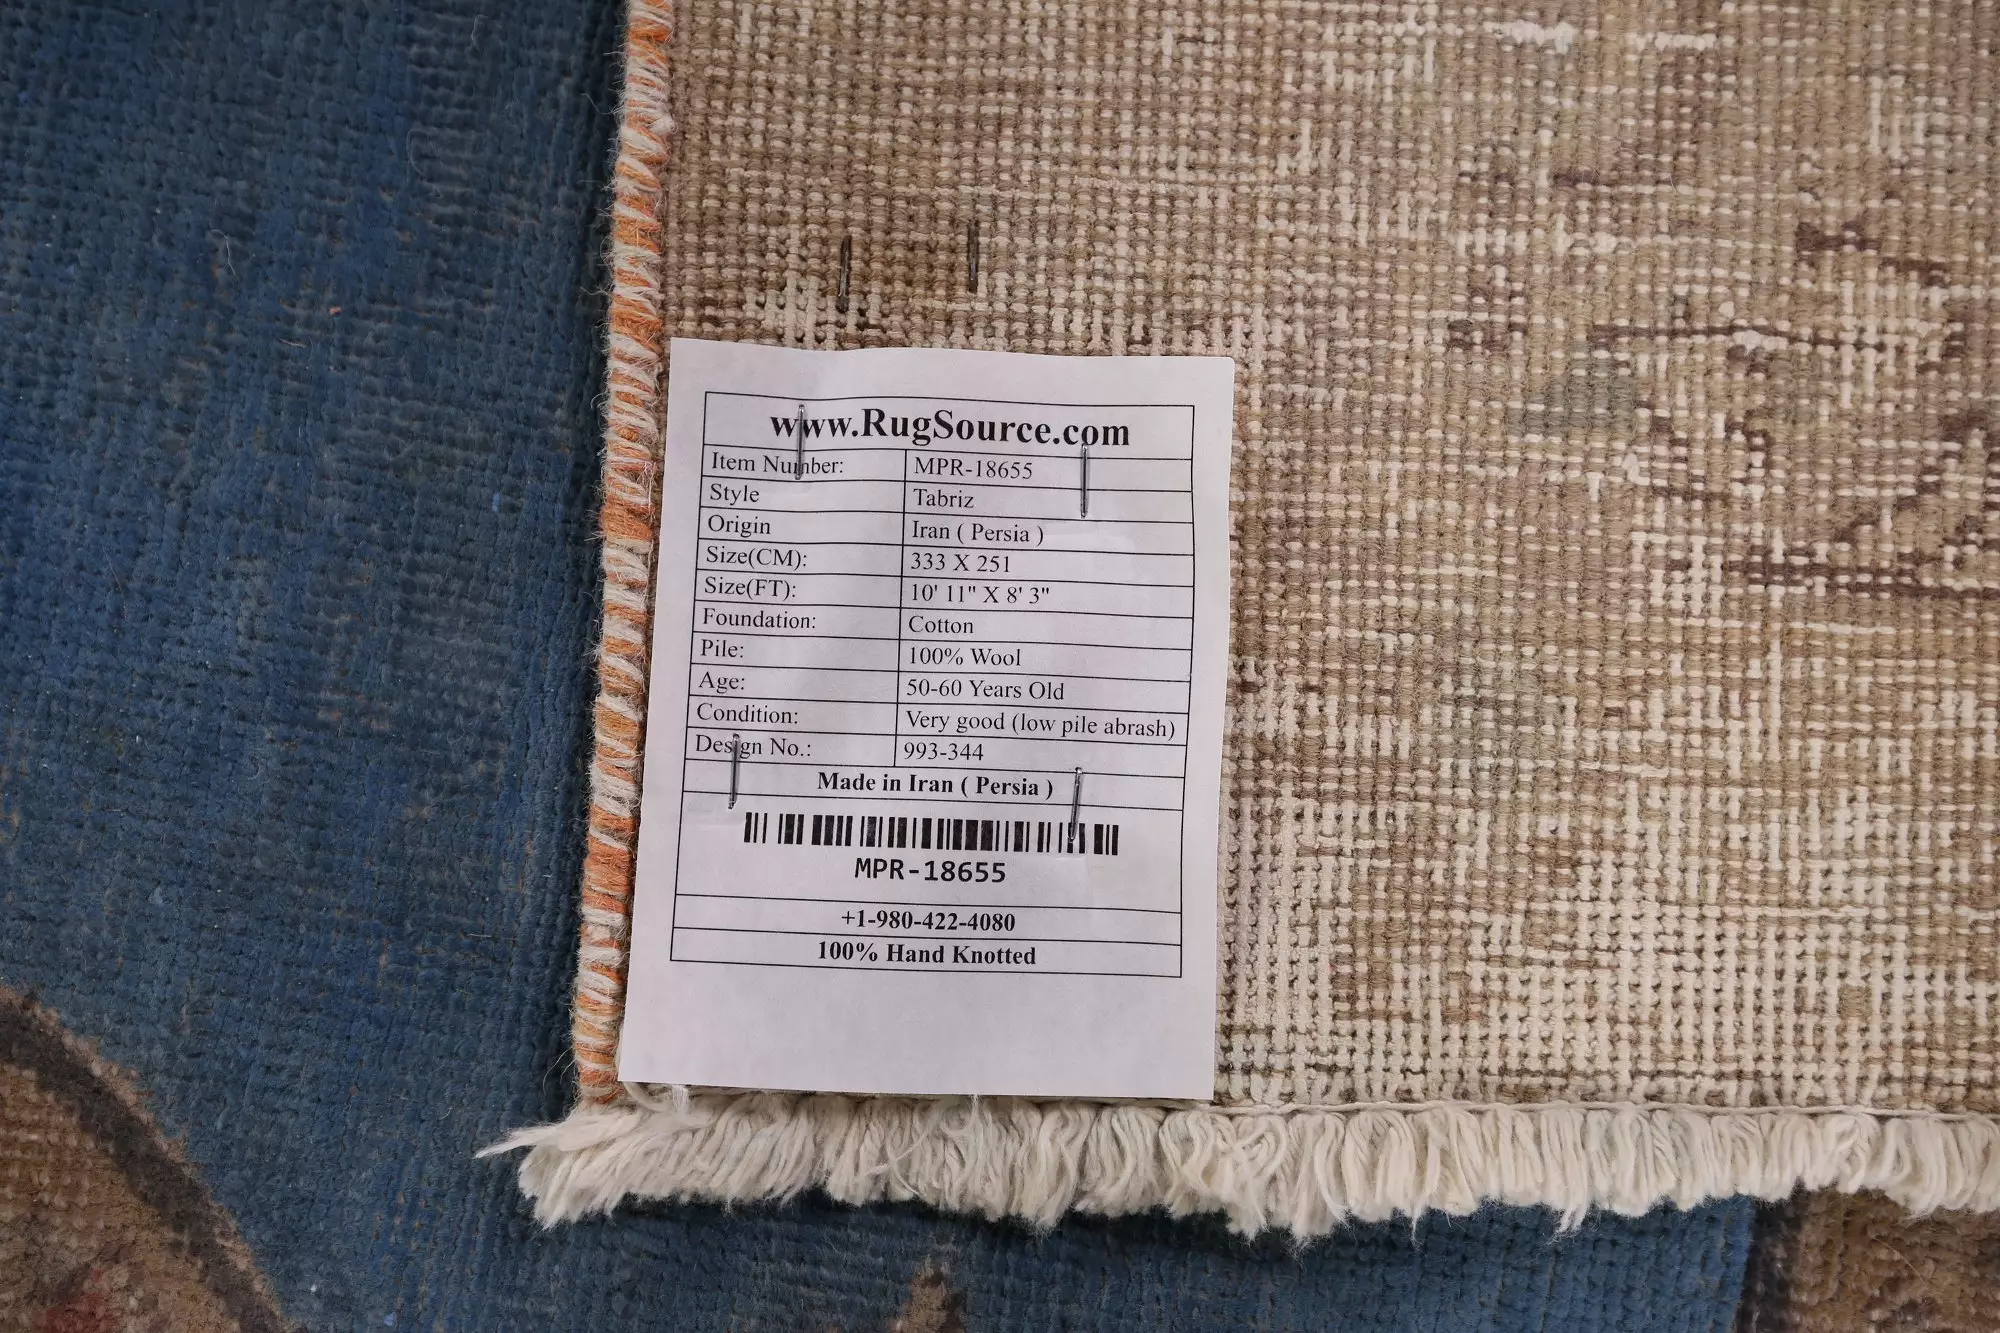 www.RugSource.com
Item Number: MPR-18655
Style Tabriz
Origin Iran ( Persia )
Size(CM): 333 X 251
Size(FT): 10' 11" X 8' 3"
Foundation: Cotton
Pile: 100% Wool
Age: 50-60 Years Old
Condition: Very good (low pile abrash)
Design No.: 993-344
Made in Iran ( Persia )
MPR-18655
+1-980-422-4080
100% Hand Knotted